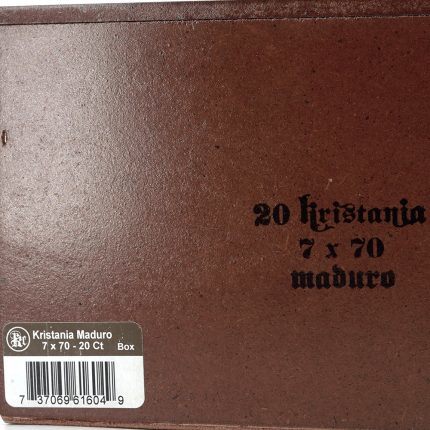 20 Kristania
7 x 70
maduro
Kristania Maduro
7 x 70 - 20 Ct Box
7 37069 61604 9